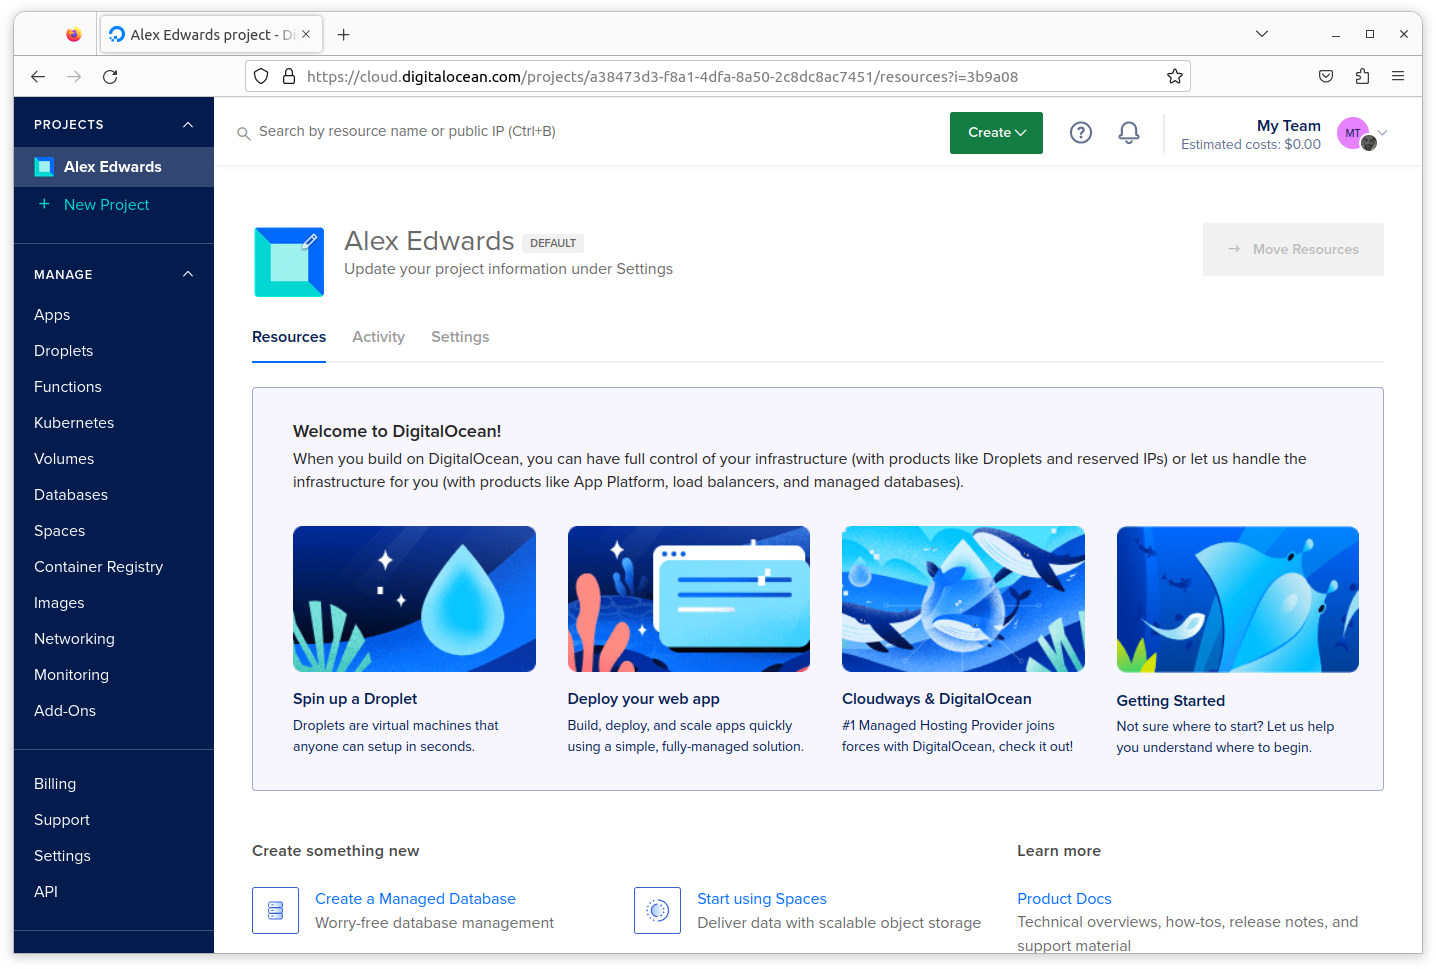 Alex Edwards project - Di
https://cloud.digitalocean.com/projects/a38473d3-f8a1-4dfa-8a50-2c8dc8ac7451/resources?i=3b9a08
PROJECTS
Alex Edwards
+ New Project
MANAGE
Apps
Droplets
Functions
Kubernetes
Volumes
Databases
Spaces
Container Registry
Images
Networking
Monitoring
Add-Ons
Billing
Support
Settings
API
Search by resource name or public IP (Ctrl+B)
Create
?
My Team
Estimated costs: $0.00
MT
Alex Edwards DEFAULT
Update your project information under Settings
→ Move Resources
Resources Activity Settings
Welcome to DigitalOcean!
When you build on DigitalOcean, you can have full control of your infrastructure (with products like Droplets and reserved IPs) or let us handle the
infrastructure for you (with products like App Platform, load balancers, and managed databases).
Spin up a Droplet
Droplets are virtual machines that
anyone can setup in seconds.
Deploy your web app
Build, deploy, and scale apps quickly
using a simple, fully-managed solution.
Cloudways & DigitalOcean
#1 Managed Hosting Provider joins
forces with DigitalOcean, check it out!
Getting Started
Not sure where to start? Let us help
you understand where to begin.
Create something new
Create a Managed Database
Worry-free database management
Start using Spaces
Deliver data with scalable object storage
Learn more
Product Docs
Technical overviews, how-tos, release notes, and
support material